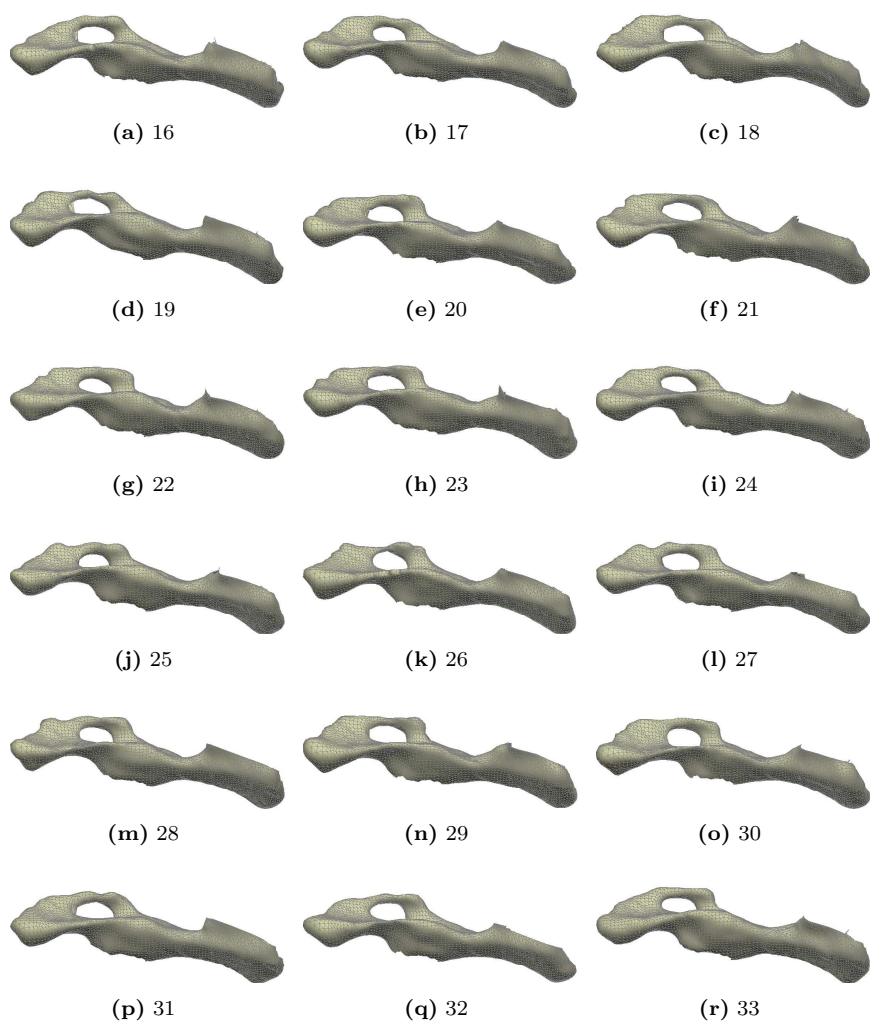 (a) 16 (b) 17 (c) 18
(d) 19 (e) 20 (f) 21
(g) 22 (h) 23 (i) 24
(j) 25 (k) 26 (l) 27
(m) 28 (n) 29 (o) 30
(p) 31 (q) 32 (r) 33